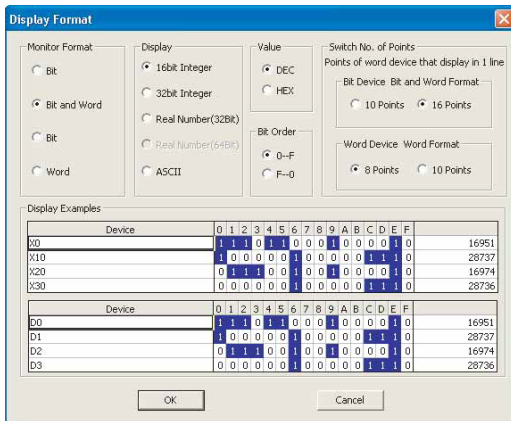 Display Format
Monitor Format
Bit
Bit and Word
Bit
Word
Display
16bit Integer
32bit Integer
Real Number(32Bit)
Real Number(64Bit)
ASCII
Value
DEC
HEX
Bit Order
0--F
F--0
Switch No. of Points
Points of word device that display in 1 line
Bit Device Bit and Word Format
10 Points 16 Points
Word Device Word Format
8 Points 10 Points
Display Examples
Device 0 1 2 3 4 5 6 7 8 9 A B C D E F
X0 1 1 1 0 1 1 0 0 0 1 0 0 0 0 1 0 16951
X10 1 0 0 0 0 0 1 0 0 0 0 0 1 1 1 0 28737
X20 0 1 1 1 0 0 1 0 0 1 0 0 0 0 1 0 16974
X30 0 0 0 0 0 0 1 0 0 0 0 0 1 1 1 0 28736
Device 0 1 2 3 4 5 6 7 8 9 A B C D E F
D0 1 1 1 0 1 1 0 0 0 1 0 0 0 0 1 0 16951
D1 1 0 0 0 0 0 1 0 0 0 0 0 1 1 1 0 28737
D2 0 1 1 1 0 0 1 0 0 1 0 0 0 0 1 0 16974
D3 0 0 0 0 0 0 1 0 0 0 0 0 1 1 1 0 28736
OK Cancel